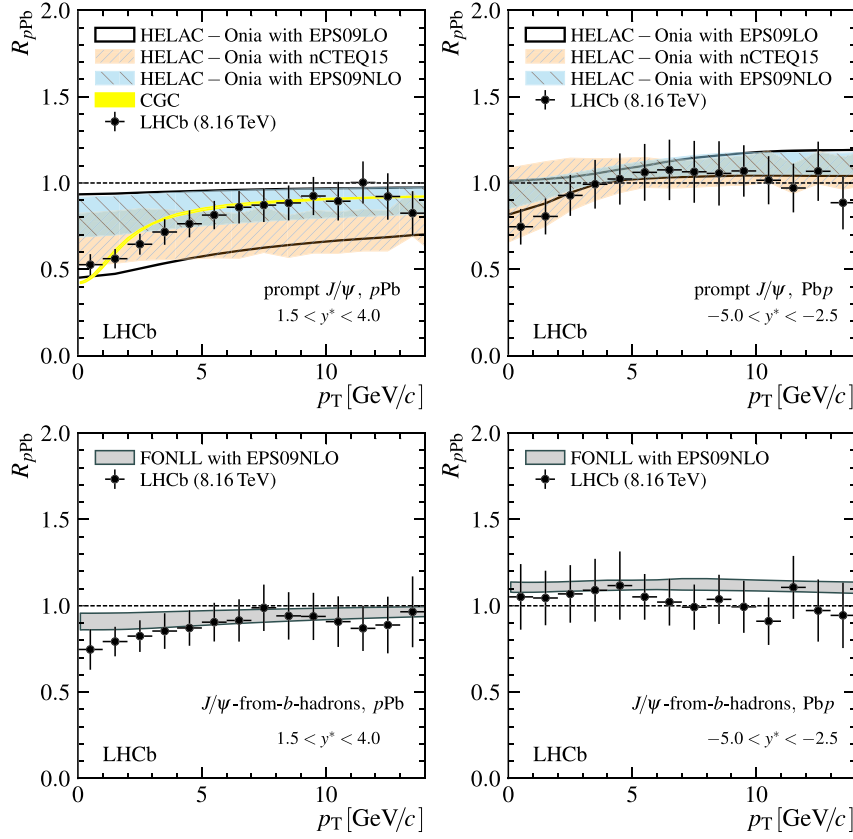 R_pPb
2.0
1.5
1.0
0.5
0.0
HELAC − Onia with EPS09LO
HELAC − Onia with nCTEQ15
HELAC − Onia with EPS09NLO
CGC
LHCb (8.16 TeV)
prompt J/ψ, pPb
1.5 < y* < 4.0
LHCb
0 5 10
p_T [GeV/c]
R_pPb
2.0
1.5
1.0
0.5
0.0
HELAC − Onia with EPS09LO
HELAC − Onia with nCTEQ15
HELAC − Onia with EPS09NLO
LHCb (8.16 TeV)
prompt J/ψ, Pbp
−5.0 < y* < −2.5
LHCb
0 5 10
p_T [GeV/c]
R_pPb
2.0
1.5
1.0
0.5
0.0
FONLL with EPS09NLO
LHCb (8.16 TeV)
J/ψ-from-b-hadrons, pPb
1.5 < y* < 4.0
LHCb
0 5 10
p_T [GeV/c]
R_pPb
2.0
1.5
1.0
0.5
0.0
FONLL with EPS09NLO
LHCb (8.16 TeV)
J/ψ-from-b-hadrons, Pbp
−5.0 < y* < −2.5
LHCb
0 5 10
p_T [GeV/c]